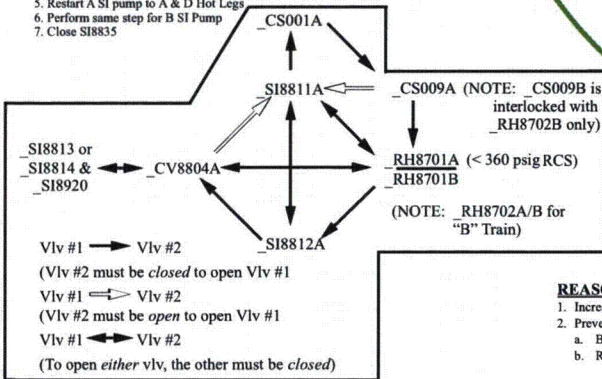 5. Restart A SI pump to A & D Hot Legs
6. Perform same step for B SI Pump
7. Close SI8835
_CS001A
_SI8811A
_CS009A (NOTE: _CS009B is
interlocked with
_RH8702B only)
_SI8813 or
_SI8814 &
_SI8920
_CV8804A
_RH8701A (< 360 psig RCS)
_RH8701B
(NOTE: _RH8702A/B for
"B" Train)
_SI8812A
Vlv #1 Vlv #2
(Vlv #2 must be closed to open Vlv #1
Vlv #1 Vlv #2
(Vlv #2 must be open to open Vlv #1
Vlv #1 Vlv #2
(To open either vlv, the other must be closed)
REASO
1. Incre
2. Preve
a. B
b. R